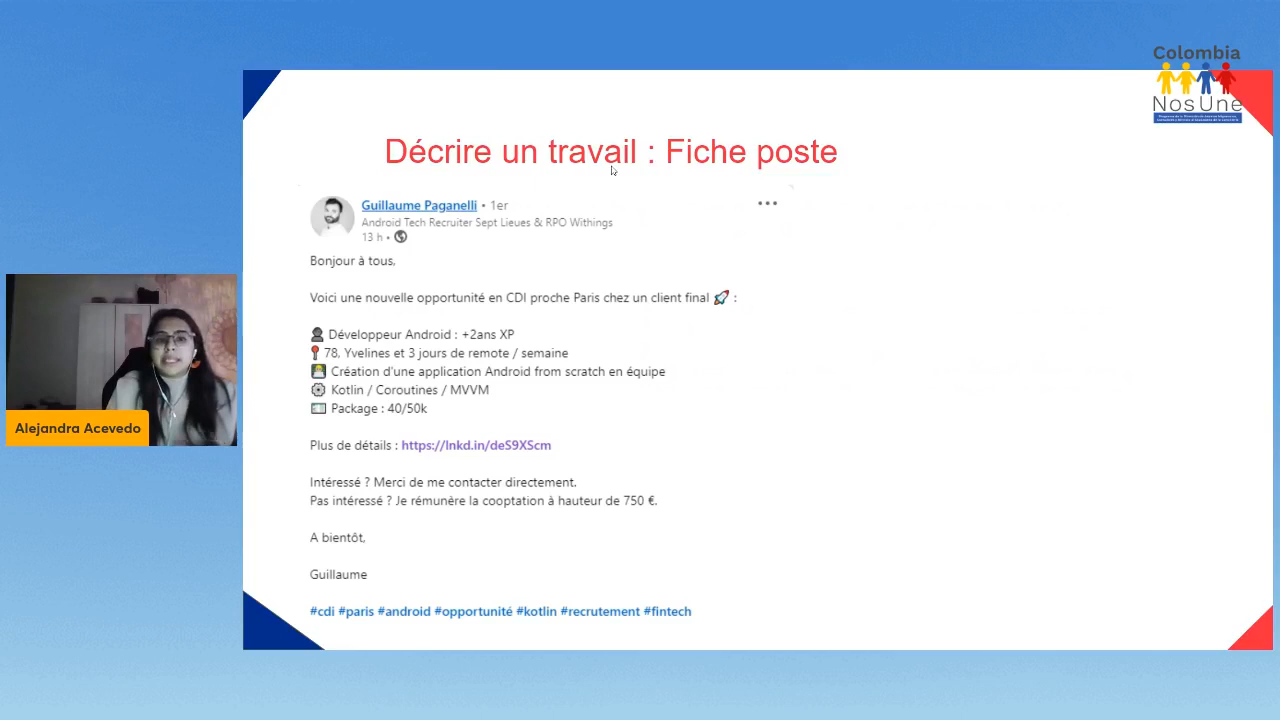 Colombia
NosUne
Décrire un travail : Fiche poste
Guillaume Paganelli • 1er
Android Tech Recruiter Sept Lieues & RPO Withings
13 h •
Bonjour à tous,
Voici une nouvelle opportunité en CDI proche Paris chez un client final 🚀 :
Développeur Android : +2ans XP
📍 78, Yvelines et 3 jours de remote / semaine
Création d'une application Android from scratch en équipe
Kotlin / Coroutines / MVVM
Package : 40/50k
Plus de détails : https://lnkd.in/deS9XScm
Intéressé ? Merci de me contacter directement.
Pas intéressé ? Je rémunère la cooptation à hauteur de 750 €.
A bientôt,
Guillaume
#cdi #paris #android #opportunité #kotlin #recrutement #fintech
Alejandra Acevedo